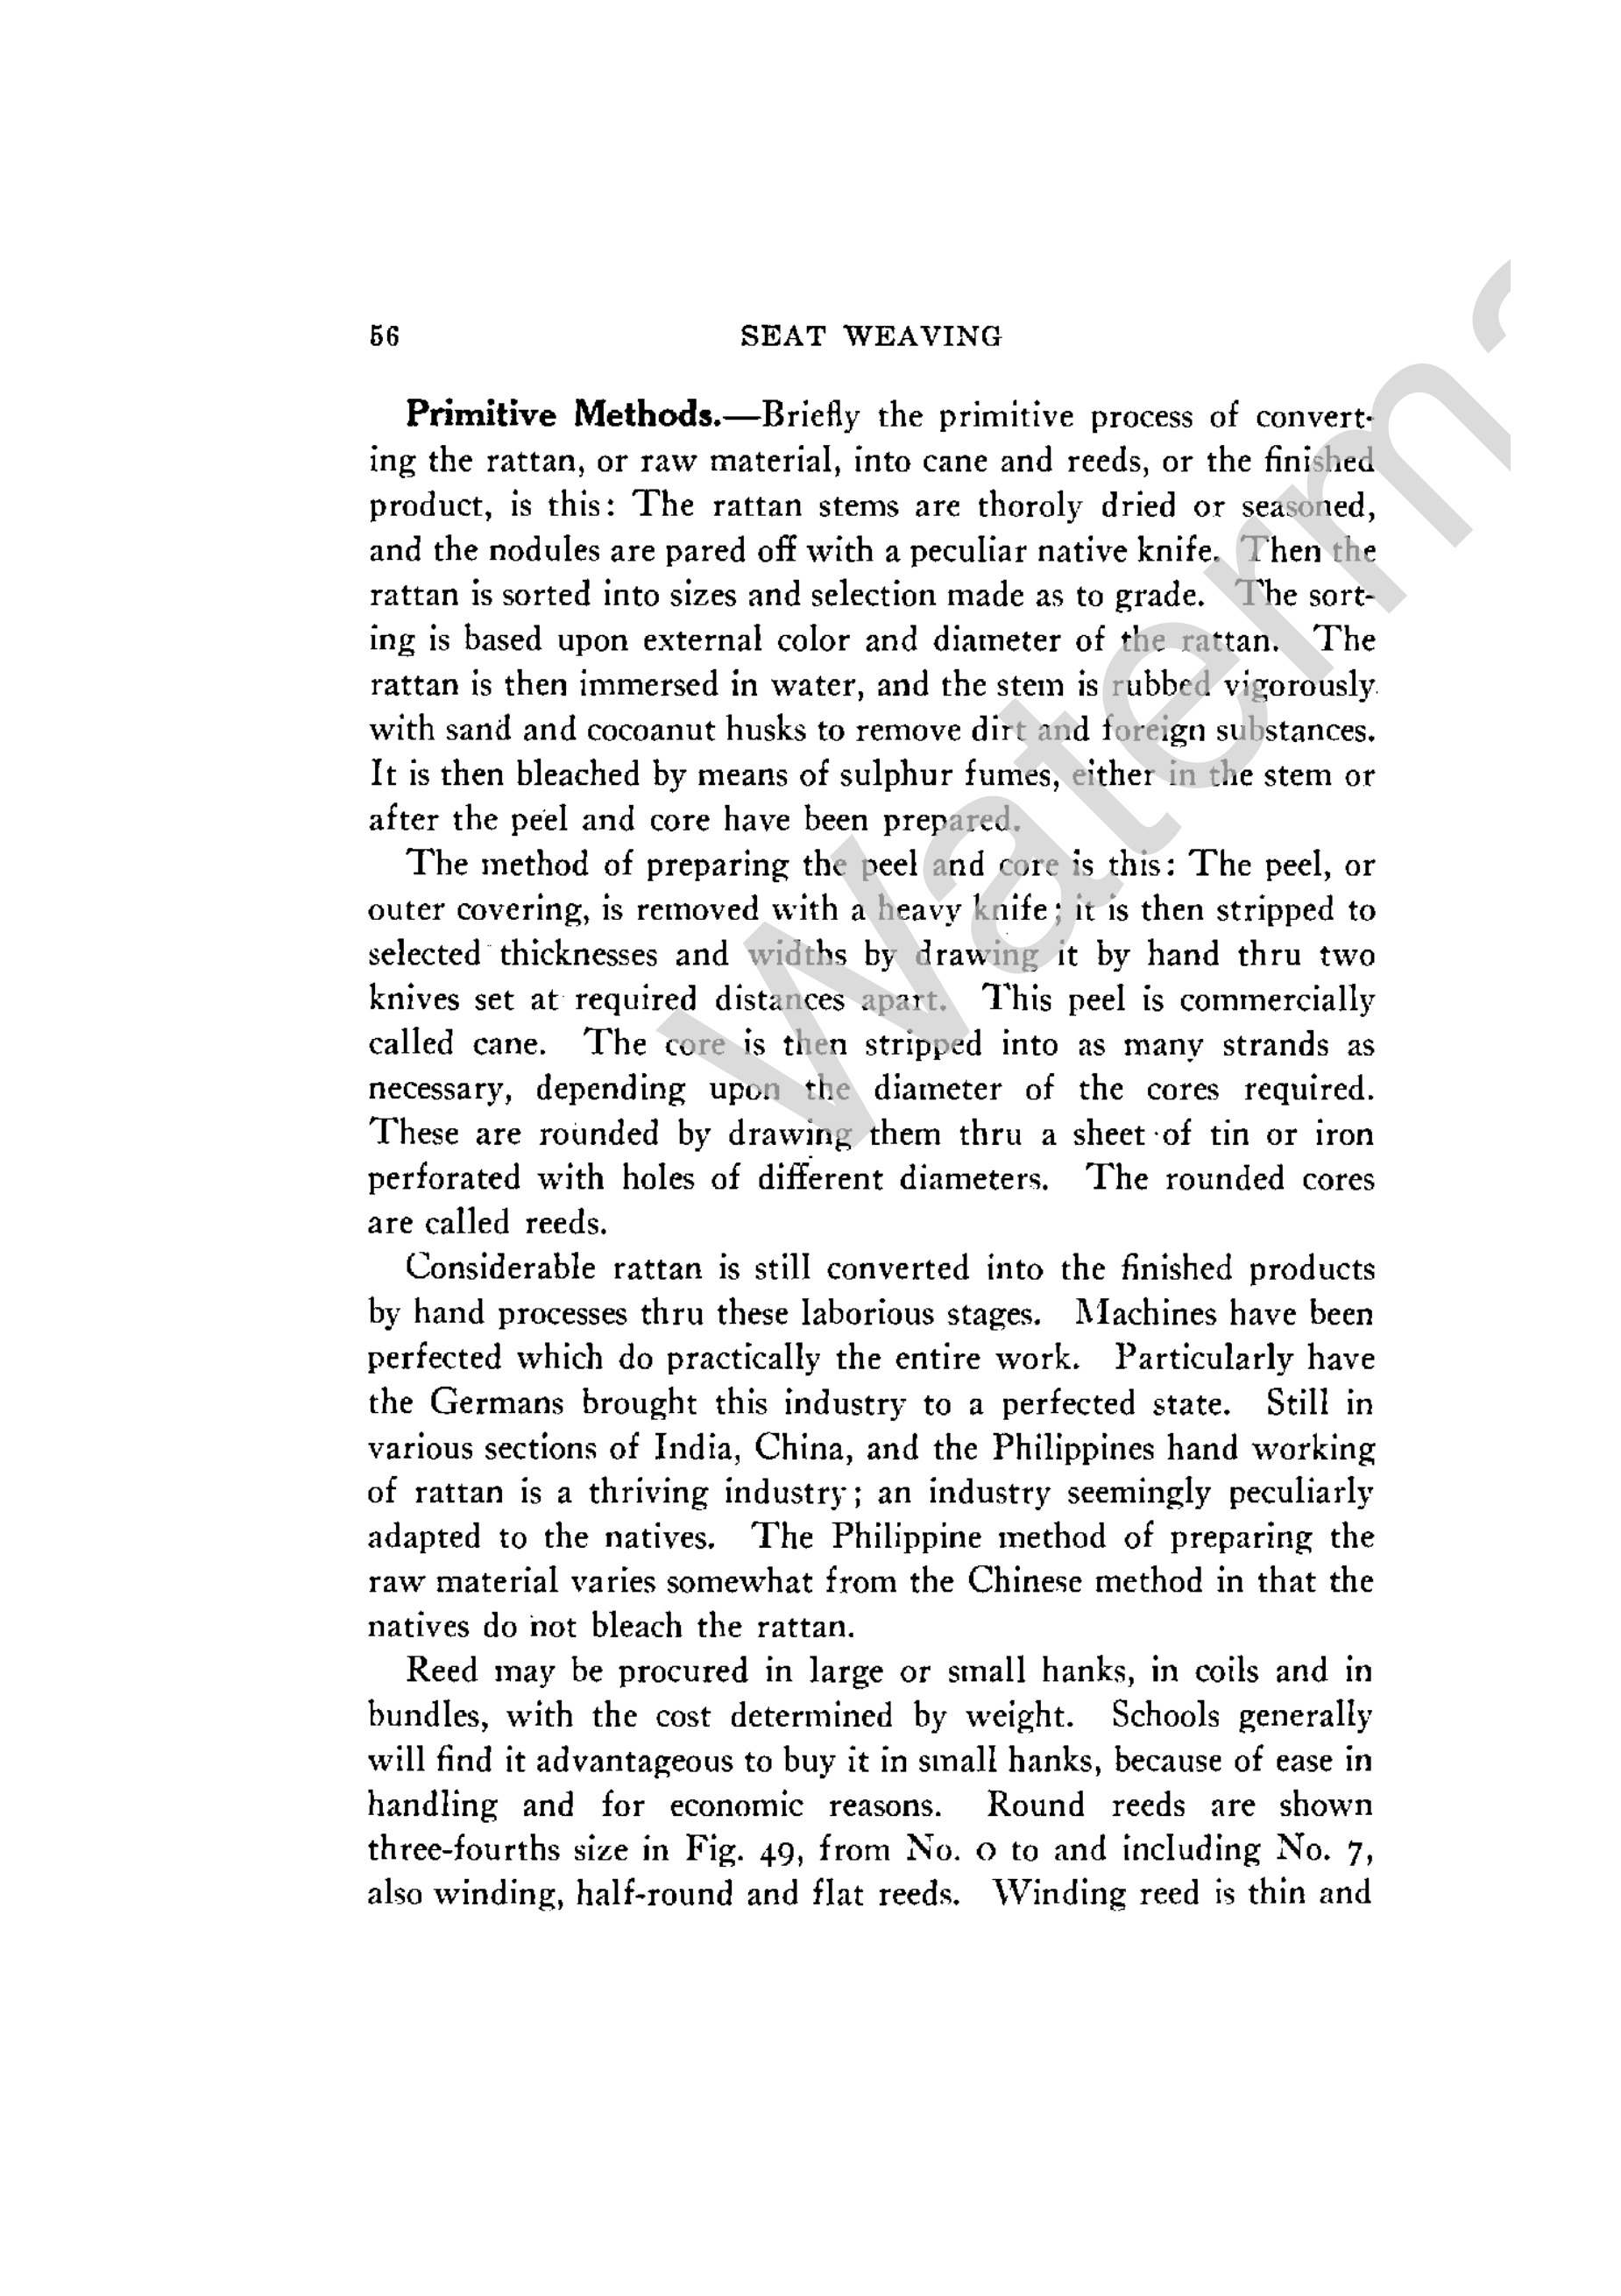 56 SEAT WEAVING
Primitive Methods.—Briefly the primitive process of convert-
ing the rattan, or raw material, into cane and reeds, or the finished
product, is this: The rattan stems are thoroly dried or seasoned,
and the nodules are pared off with a peculiar native knife. Then the
rattan is sorted into sizes and selection made as to grade. The sort-
ing is based upon external color and diameter of the rattan. The
rattan is then immersed in water, and the stem is rubbed vigorously
with sand and cocoanut husks to remove dirt and foreign substances.
It is then bleached by means of sulphur fumes, either in the stem or
after the peel and core have been prepared.
The method of preparing the peel and core is this: The peel, or
outer covering, is removed with a heavy knife; it is then stripped to
selected thicknesses and widths by drawing it by hand thru two
knives set at required distances apart. This peel is commercially
called cane. The core is then stripped into as many strands as
necessary, depending upon the diameter of the cores required.
These are rounded by drawing them thru a sheet of tin or iron
perforated with holes of different diameters. The rounded cores
are called reeds.
Considerable rattan is still converted into the finished products
by hand processes thru these laborious stages. Machines have been
perfected which do practically the entire work. Particularly have
the Germans brought this industry to a perfected state. Still in
various sections of India, China, and the Philippines hand working
of rattan is a thriving industry; an industry seemingly peculiarly
adapted to the natives. The Philippine method of preparing the
raw material varies somewhat from the Chinese method in that the
natives do not bleach the rattan.
Reed may be procured in large or small hanks, in coils and in
bundles, with the cost determined by weight. Schools generally
will find it advantageous to buy it in small hanks, because of ease in
handling and for economic reasons. Round reeds are shown
three-fourths size in Fig. 49, from No. 0 to and including No. 7,
also winding, half-round and flat reeds. Winding reed is thin and
Waterm